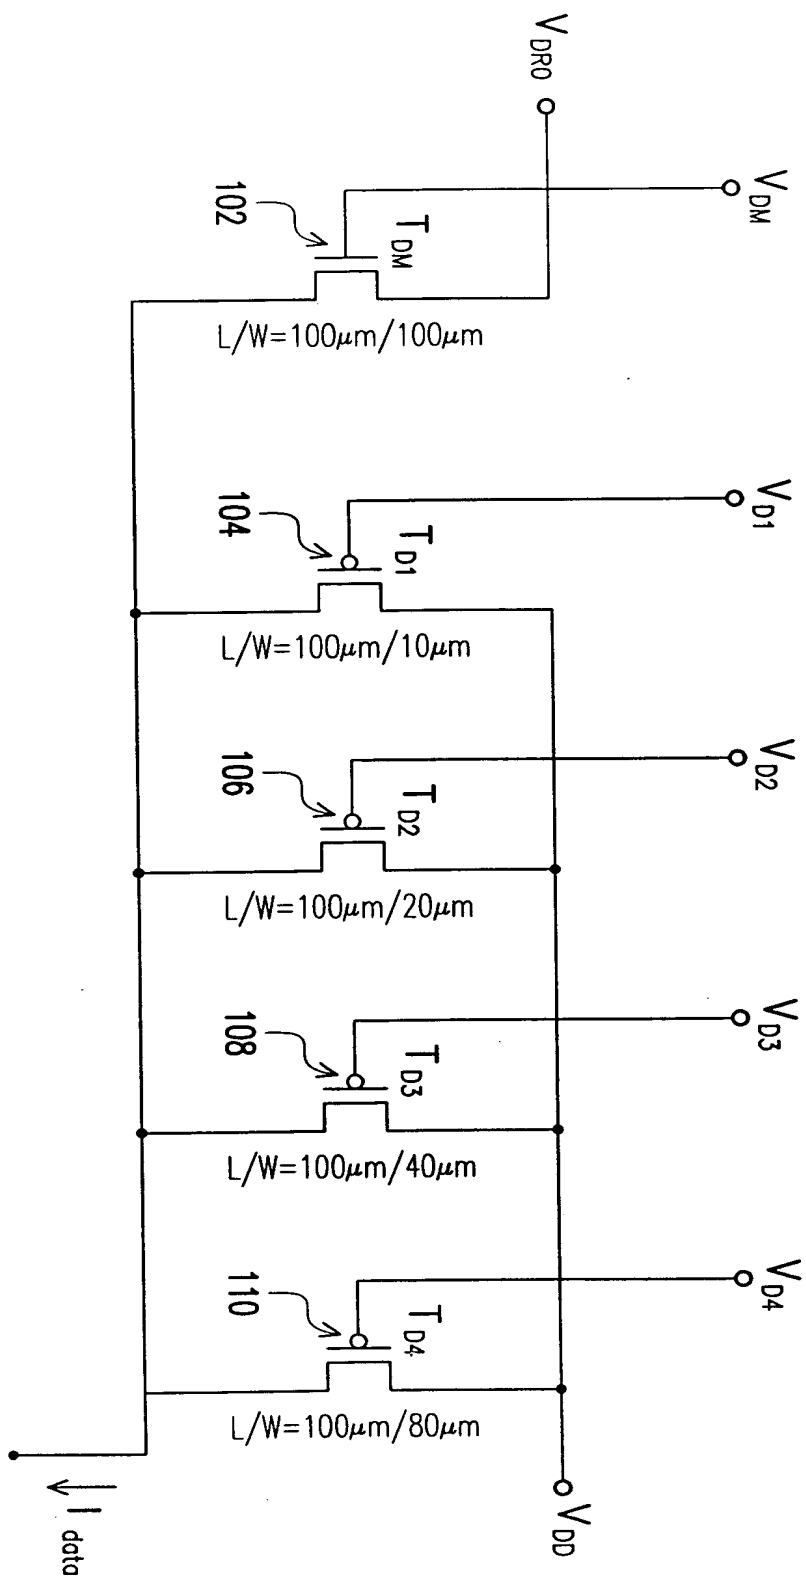 V_DR0
V_DM
T_DM
102
L/W=100μm/100μm
V_D1
T_D1
104
L/W=100μm/10μm
V_D2
T_D2
106
L/W=100μm/20μm
V_D3
T_D3
108
L/W=100μm/40μm
V_D4
T_D4
110
L/W=100μm/80μm
V_DD
I_data